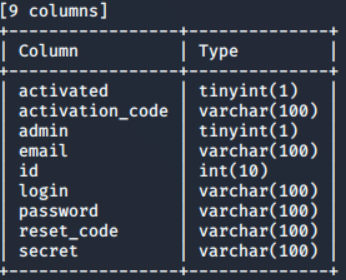 [9 columns]
+-----------------+--------------+
| Column          | Type         |
+-----------------+--------------+
| activated       | tinyint(1)   |
| activation_code | varchar(100) |
| admin           | tinyint(1)   |
| email           | varchar(100) |
| id              | int(10)      |
| login           | varchar(100) |
| password        | varchar(100) |
| reset_code      | varchar(100) |
| secret          | varchar(100) |
+-----------------+--------------+